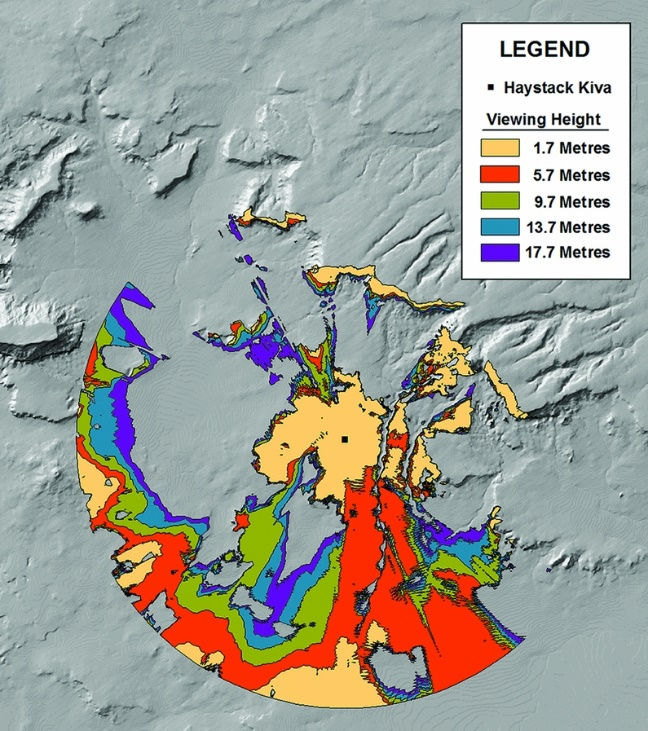 LEGEND
Haystack Kiva
Viewing Height
1.7 Metres
5.7 Metres
9.7 Metres
13.7 Metres
17.7 Metres